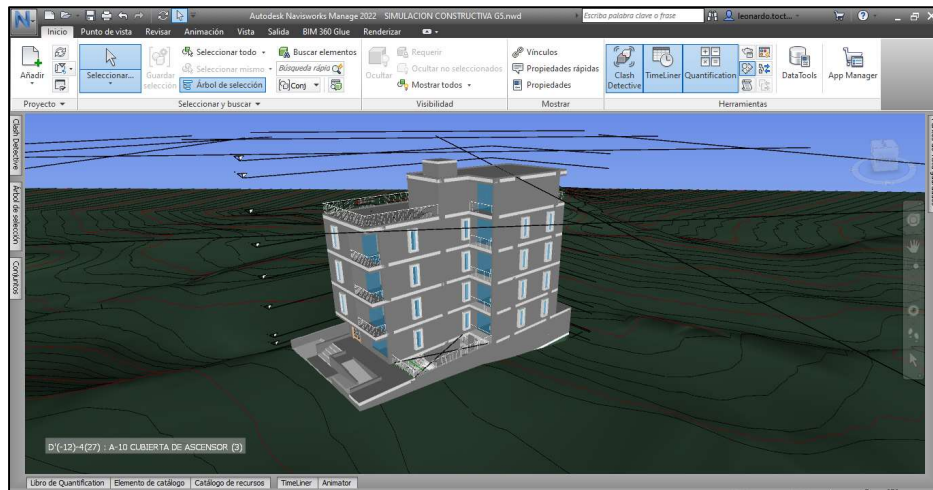 Autodesk Navisworks Manage 2022 SIMULACION CONSTRUCTIVA G5.nwd
Escriba palabra clave o frase
leonardo.toct...
Inicio Punto de vista Revisar Animación Vista Salida BIM 360 Glue Renderizar
Añadir
Seleccionar...
Guardar selección
Seleccionar todo
Seleccionar mismo
Árbol de selección
Buscar elementos
Búsqueda rápid
Conj
Ocultar
Requerir
Ocultar no seleccionados
Mostrar todos
Vínculos
Propiedades rápidas
Propiedades
Clash Detective
TimeLiner
Quantification
DataTools
App Manager
Proyecto
Seleccionar y buscar
Visibilidad
Mostrar
Herramientas
Clash Detective
Árbol de selección
Conjuntos
D'(-12)-4(27) : A-10 CUBIERTA DE ASCENSOR (3)
Libro de Quantification Elemento de catálogo Catálogo de recursos TimeLiner Animator